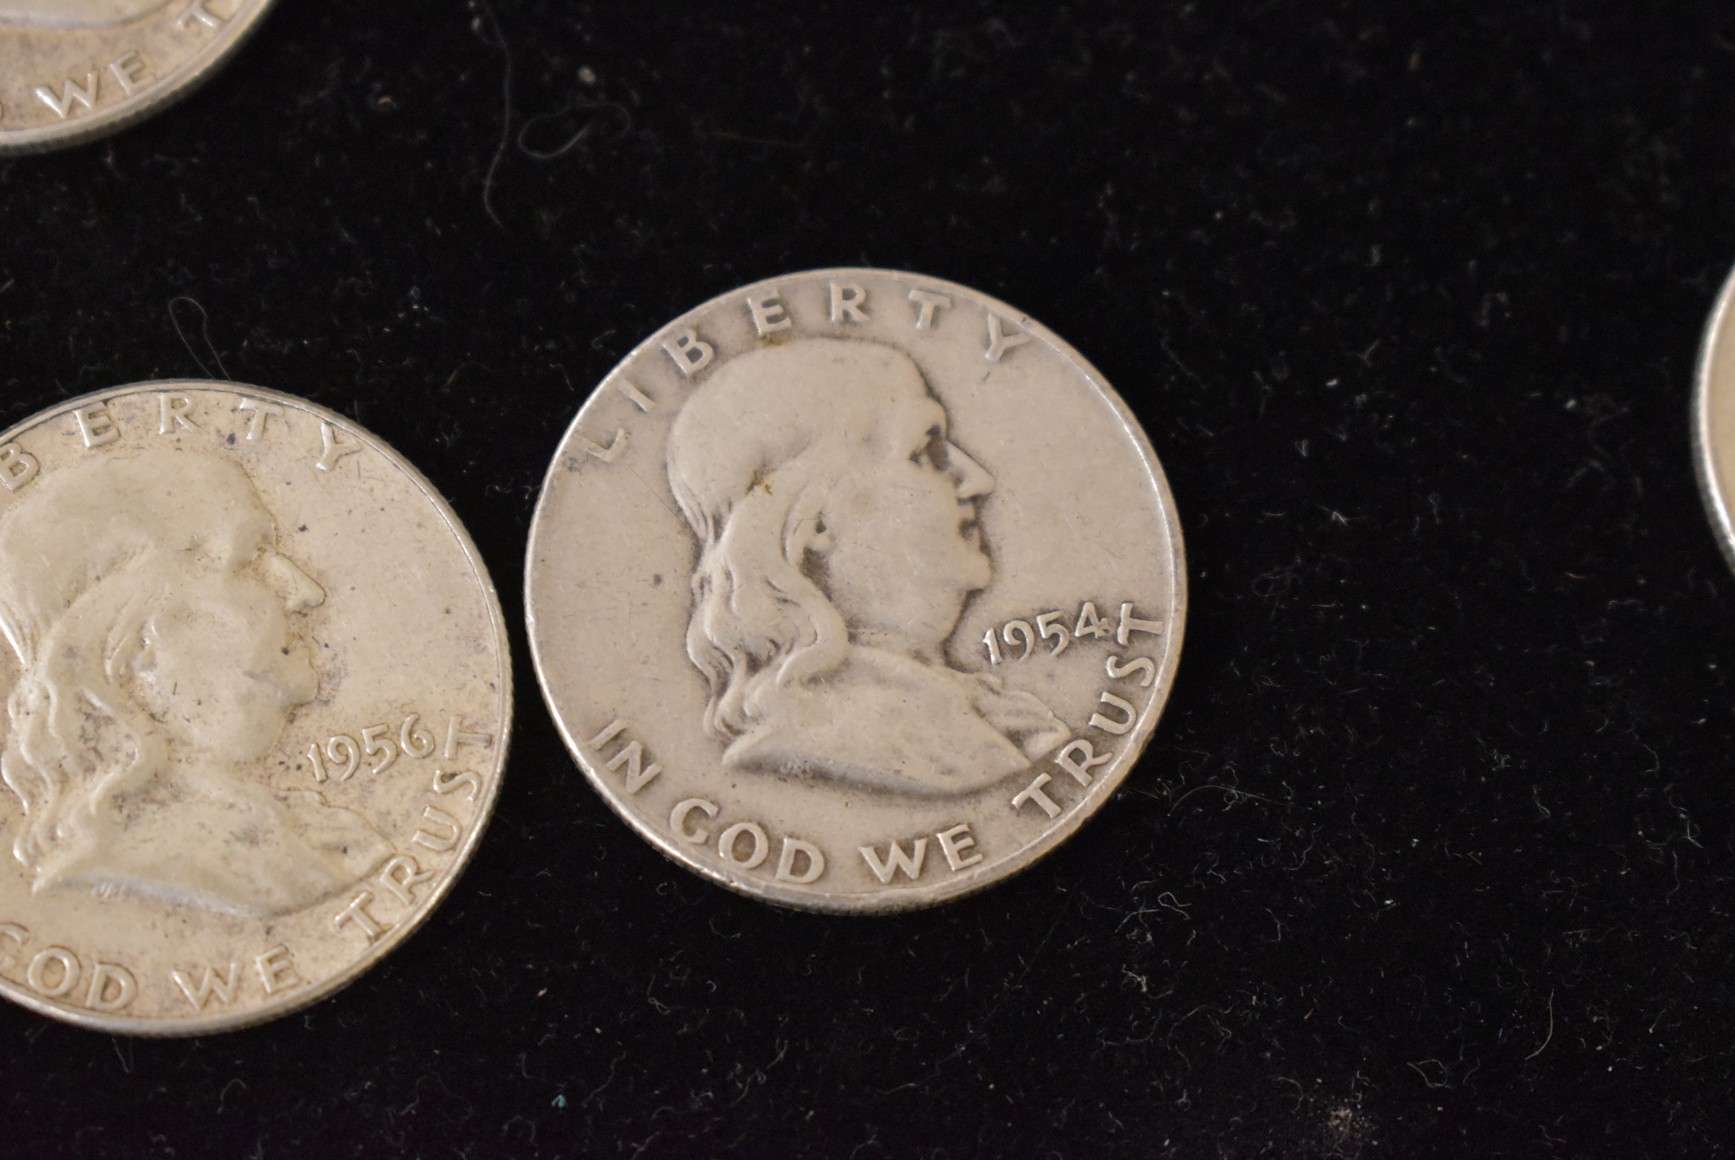 WE T
BERTY
1956
GOD WE TRUST
LIBERTY
1954
IN GOD WE TRUST